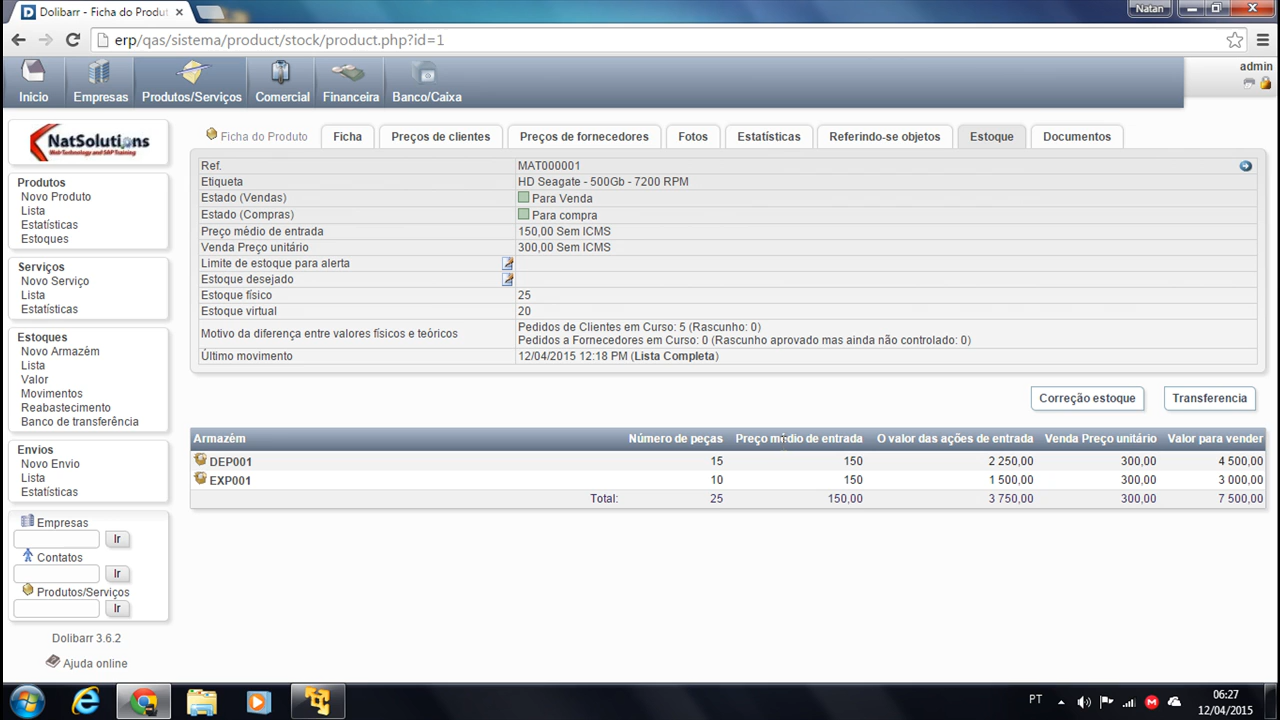 Dolibarr - Ficha do Produt
Natan
erp/qas/sistema/product/stock/product.php?id=1
Inicio
Empresas
Produtos/Serviços
Comercial
Financeira
Banco/Caixa
admin
NatSolutions
Web Technology and SAP Training
Ficha do Produto
Ficha
Preços de clientes
Preços de fornecedores
Fotos
Estatísticas
Referindo-se objetos
Estoque
Documentos
Produtos
Novo Produto
Lista
Estatísticas
Estoques
Serviços
Novo Serviço
Lista
Estatísticas
Estoques
Novo Armazém
Lista
Valor
Movimentos
Reabastecimento
Banco de transferência
Envios
Novo Envio
Lista
Estatísticas
Empresas
Ir
Contatos
Ir
Produtos/Serviços
Ir
Dolibarr 3.6.2
Ajuda online
Ref. MAT000001
Etiqueta HD Seagate - 500Gb - 7200 RPM
Estado (Vendas) Para Venda
Estado (Compras) Para compra
Preço médio de entrada 150,00 Sem ICMS
Venda Preço unitário 300,00 Sem ICMS
Limite de estoque para alerta
Estoque desejado
Estoque físico 25
Estoque virtual 20
Motivo da diferença entre valores físicos e teóricos
Pedidos de Clientes em Curso: 5 (Rascunho: 0)
Pedidos a Fornecedores em Curso: 0 (Rascunho aprovado mas ainda não controlado: 0)
Último movimento 12/04/2015 12:18 PM (Lista Completa)
Correção estoque
Transferencia
Armazém Número de peças Preço médio de entrada O valor das ações de entrada Venda Preço unitário Valor para vender
DEP001 15 150 2 250,00 300,00 4 500,00
EXP001 10 150 1 500,00 300,00 3 000,00
Total: 25 150,00 3 750,00 300,00 7 500,00
PT
06:27
12/04/2015